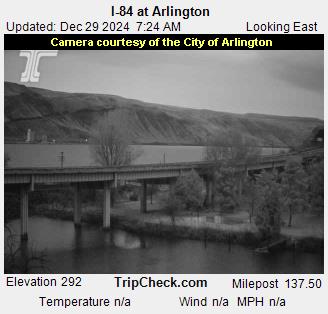 I-84 at Arlington
Updated: Dec 29 2024 7:24 AM Looking East
Camera courtesy of the City of Arlington
Elevation 292 TripCheck.com Milepost 137.50
Temperature n/a Wind n/a MPH n/a